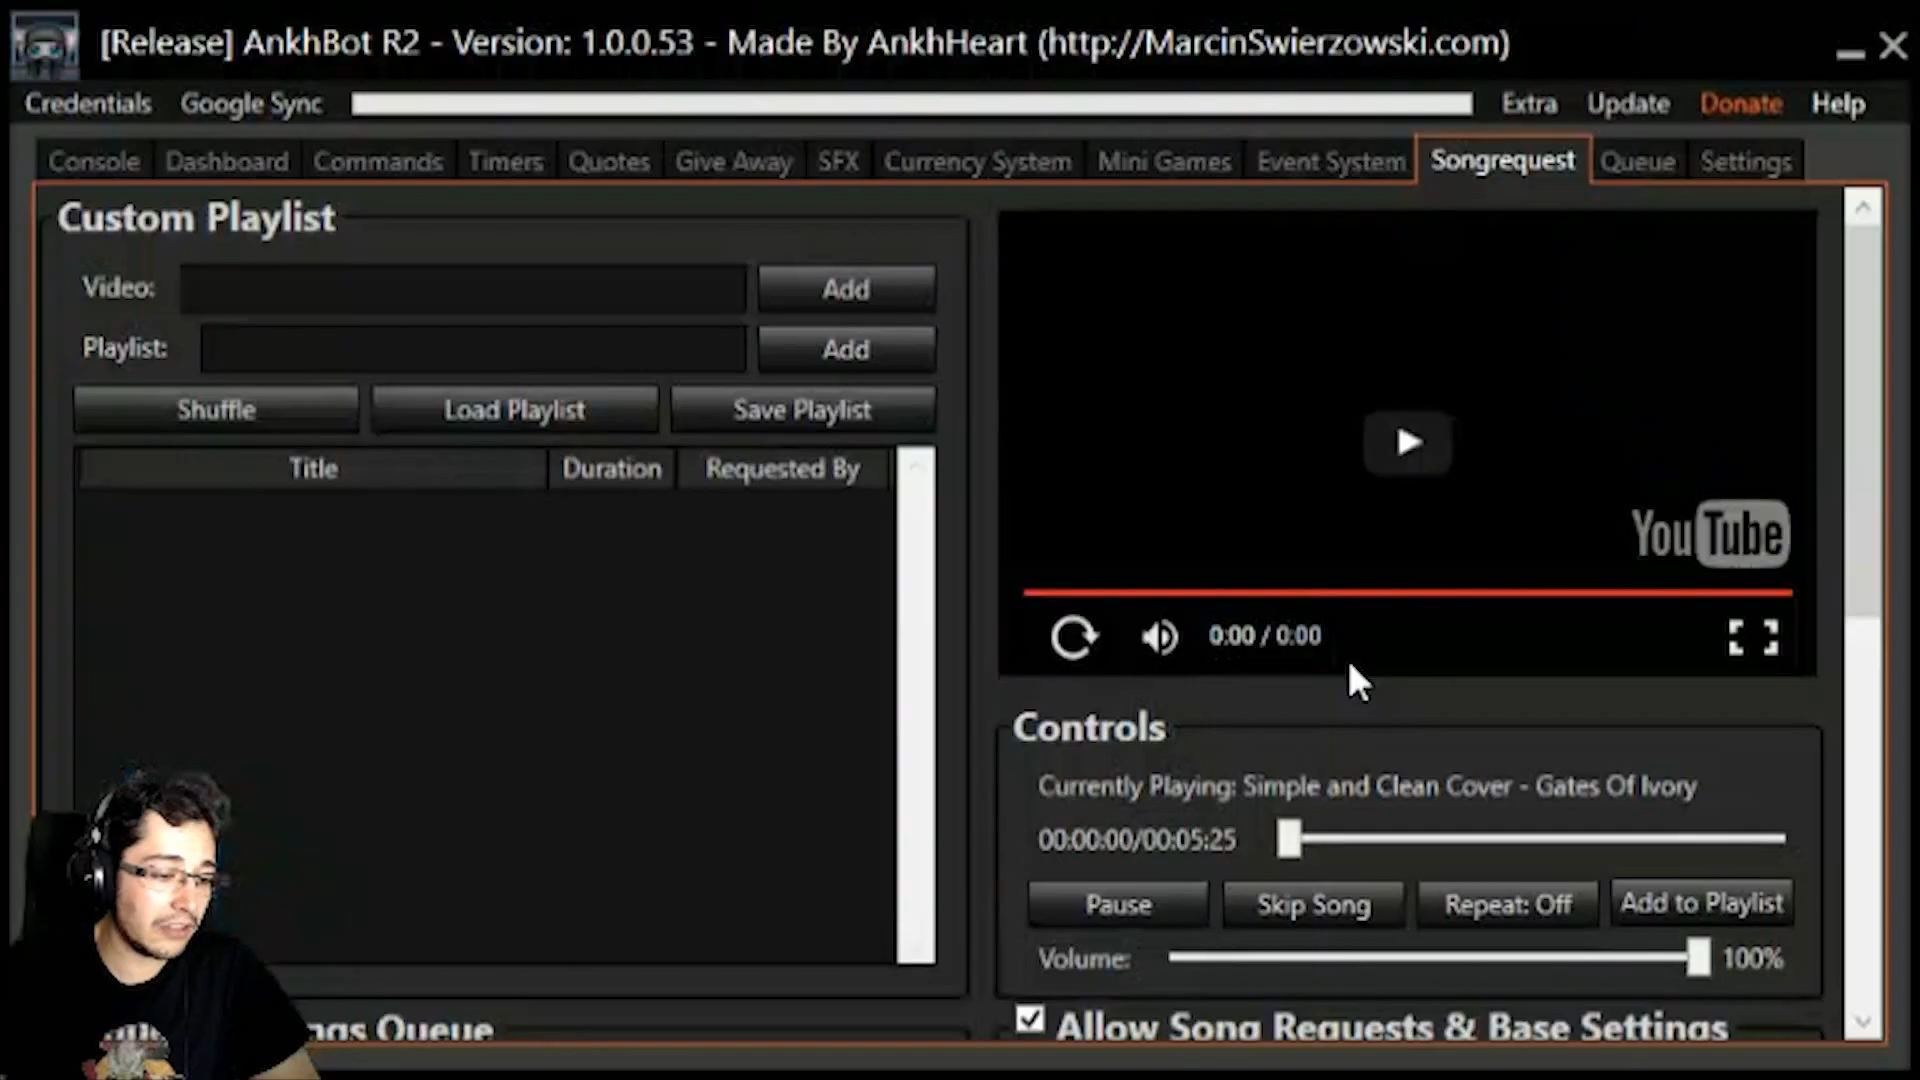 [Release] AnkhBot R2 - Version: 1.0.0.53 - Made By AnkhHeart (http://MarcinSwierzowski.com)
Credentials Google Sync Extra Update Donate Help
Console Dashboard Commands Timers Quotes Give Away SFX Currency System Mini Games Event System Songrequest Queue Settings
Custom Playlist
Video: Add
Playlist: Add
Shuffle Load Playlist Save Playlist
Title Duration Requested By
YouTube
0:00 / 0:00
Controls
Currently Playing: Simple and Clean Cover - Gates Of Ivory
00:00:00/00:05:25
Pause Skip Song Repeat: Off Add to Playlist
Volume: 100%
Queue
Allow Song Requests & Base Settings